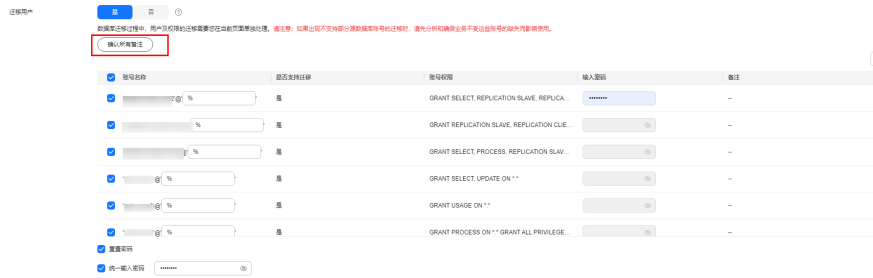 迁移用户 是 否
数据库迁移过程中，用户及权限的迁移需要您在当前页面单独处理。请注意：如果出现不支持部分源数据库账号的迁移时，请先分析和确保业务不受这些账号的缺失而影响使用。
确认所有备注
账号名称 是否支持迁移 账号权限 输入密码 备注
'@' % ' 是 GRANT SELECT, REPLICATION SLAVE, REPLICA... ········ --
% ' 是 GRANT REPLICATION SLAVE, REPLICATION CLIE... --
% ' 是 GRANT SELECT, PROCESS, REPLICATION SLAV... --
' '@' % ' 是 GRANT SELECT, UPDATE ON *.* --
' '@' % ' 是 GRANT USAGE ON *.* --
' '@' % ' 是 GRANT PROCESS ON *.* GRANT ALL PRIVILEGE... --
重置密码
统一输入密码 ········